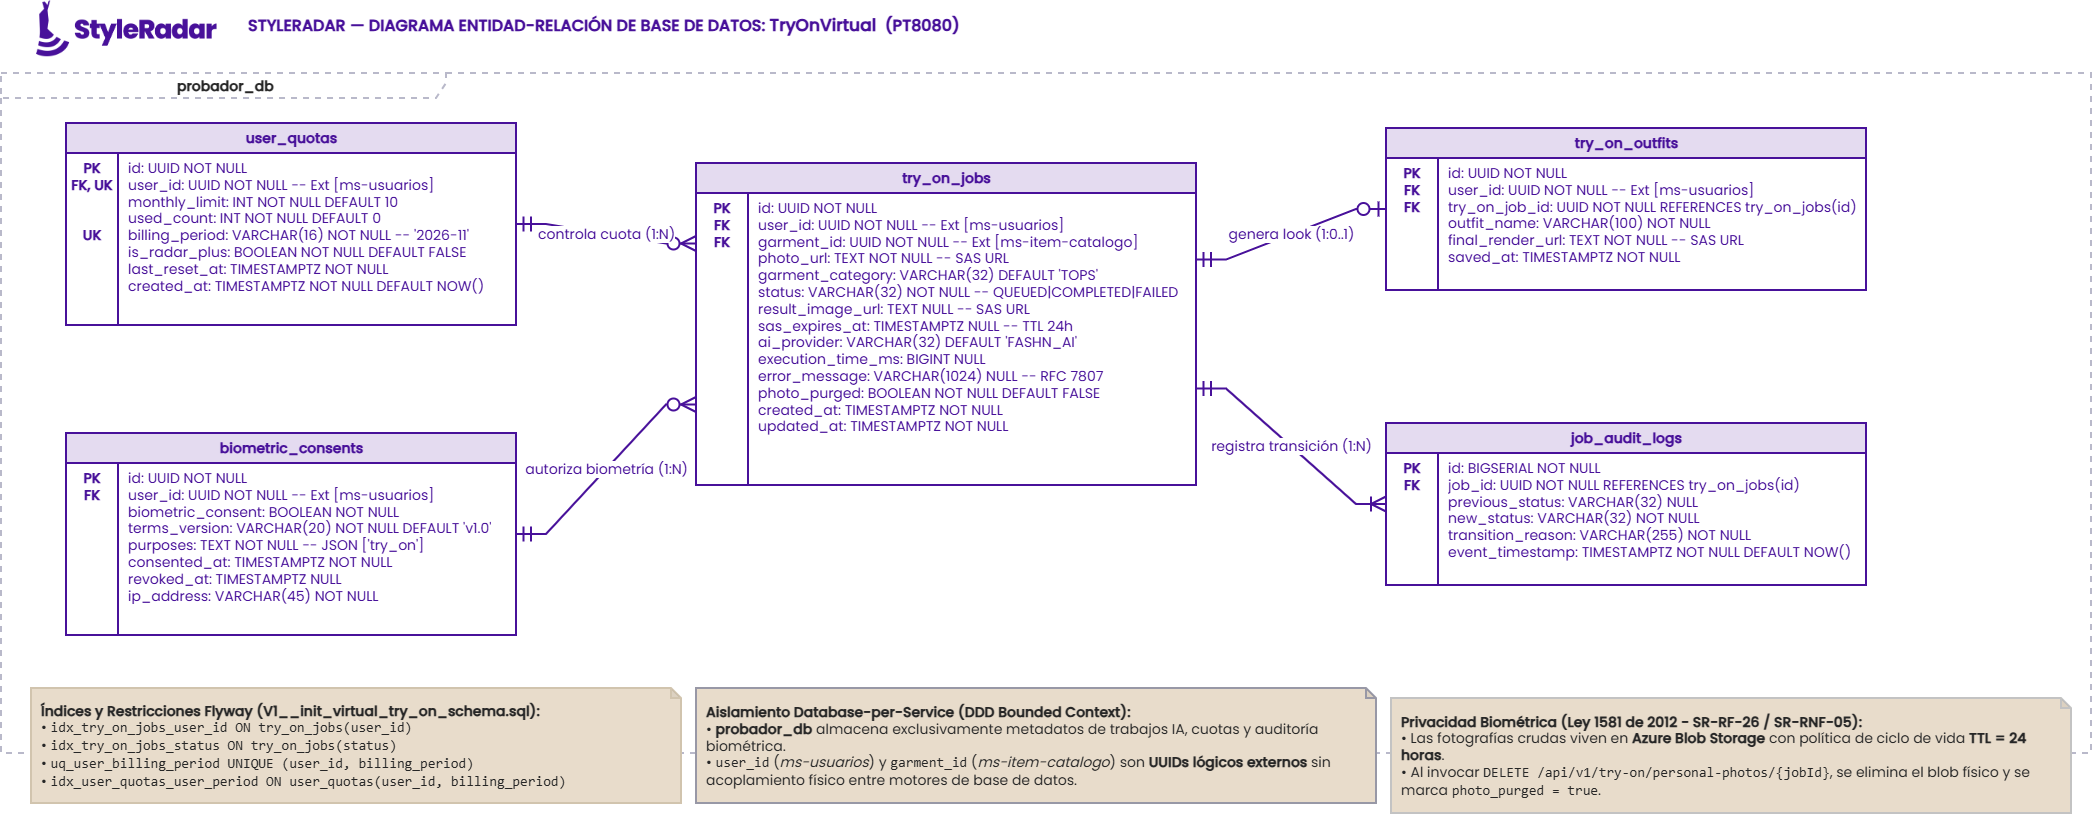 StyleRadar
STYLERADAR — DIAGRAMA ENTIDAD-RELACIÓN DE BASE DE DATOS: TryOnVirtual (PT8080)
probador_db
user_quotas
PK id: UUID NOT NULL
FK, UK user_id: UUID NOT NULL -- Ext [ms-usuarios]
monthly_limit: INT NOT NULL DEFAULT 10
used_count: INT NOT NULL DEFAULT 0
UK billing_period: VARCHAR(16) NOT NULL -- '2026-11'
is_radar_plus: BOOLEAN NOT NULL DEFAULT FALSE
last_reset_at: TIMESTAMPTZ NOT NULL
created_at: TIMESTAMPTZ NOT NULL DEFAULT NOW()
controla cuota (1:N)
try_on_jobs
PK id: UUID NOT NULL
FK user_id: UUID NOT NULL -- Ext [ms-usuarios]
FK garment_id: UUID NOT NULL -- Ext [ms-item-catalogo]
photo_url: TEXT NOT NULL -- SAS URL
garment_category: VARCHAR(32) DEFAULT 'TOPS'
status: VARCHAR(32) NOT NULL -- QUEUED|COMPLETED|FAILED
result_image_url: TEXT NULL -- SAS URL
sas_expires_at: TIMESTAMPTZ NULL -- TTL 24h
ai_provider: VARCHAR(32) DEFAULT 'FASHN_AI'
execution_time_ms: BIGINT NULL
error_message: VARCHAR(1024) NULL -- RFC 7807
photo_purged: BOOLEAN NOT NULL DEFAULT FALSE
created_at: TIMESTAMPTZ NOT NULL
updated_at: TIMESTAMPTZ NOT NULL
genera look (1:0..1)
try_on_outfits
PK id: UUID NOT NULL
FK user_id: UUID NOT NULL -- Ext [ms-usuarios]
FK try_on_job_id: UUID NOT NULL REFERENCES try_on_jobs(id)
outfit_name: VARCHAR(100) NOT NULL
final_render_url: TEXT NOT NULL -- SAS URL
saved_at: TIMESTAMPTZ NOT NULL
biometric_consents
PK id: UUID NOT NULL
FK user_id: UUID NOT NULL -- Ext [ms-usuarios]
biometric_consent: BOOLEAN NOT NULL
terms_version: VARCHAR(20) NOT NULL DEFAULT 'v1.0'
purposes: TEXT NOT NULL -- JSON ['try_on']
consented_at: TIMESTAMPTZ NOT NULL
revoked_at: TIMESTAMPTZ NULL
ip_address: VARCHAR(45) NOT NULL
autoriza biometría (1:N)
registra transición (1:N)
job_audit_logs
PK id: BIGSERIAL NOT NULL
FK job_id: UUID NOT NULL REFERENCES try_on_jobs(id)
previous_status: VARCHAR(32) NULL
new_status: VARCHAR(32) NOT NULL
transition_reason: VARCHAR(255) NOT NULL
event_timestamp: TIMESTAMPTZ NOT NULL DEFAULT NOW()
Índices y Restricciones Flyway (V1__init_virtual_try_on_schema.sql):
• idx_try_on_jobs_user_id ON try_on_jobs(user_id)
• idx_try_on_jobs_status ON try_on_jobs(status)
• uq_user_billing_period UNIQUE (user_id, billing_period)
• idx_user_quotas_user_period ON user_quotas(user_id, billing_period)
Aislamiento Database-per-Service (DDD Bounded Context):
• probador_db almacena exclusivamente metadatos de trabajos IA, cuotas y auditoría
biométrica.
• user_id (ms-usuarios) y garment_id (ms-item-catalogo) son UUIDs lógicos externos sin
acoplamiento físico entre motores de base de datos.
Privacidad Biométrica (Ley 1581 de 2012 - SR-RF-26 / SR-RNF-05):
• Las fotografías crudas viven en Azure Blob Storage con política de ciclo de vida TTL = 24
horas.
• Al invocar DELETE /api/v1/try-on/personal-photos/{jobId}, se elimina el blob físico y se
marca photo_purged = true.